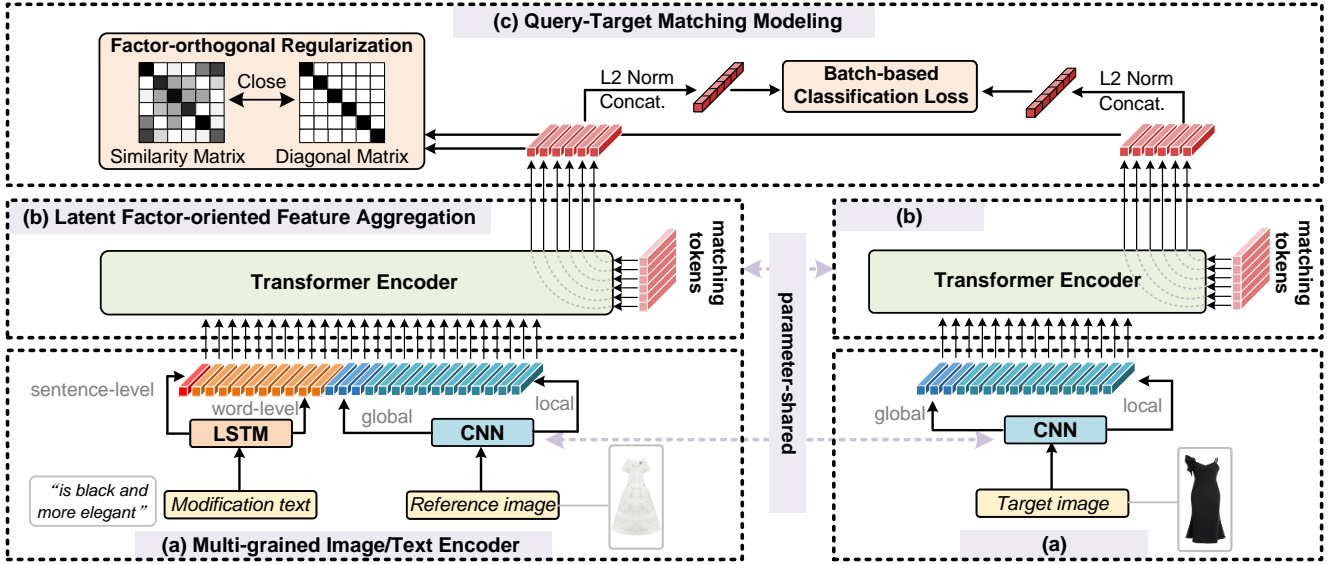 (c) Query-Target Matching Modeling
Factor-orthogonal Regularization
Close
Similarity Matrix
Diagonal Matrix
L2 Norm
Concat.
Batch-based
Classification Loss
L2 Norm
Concat.
(b) Latent Factor-oriented Feature Aggregation
Transformer Encoder
matching
tokens
parameter-shared
(b)
Transformer Encoder
matching
tokens
sentence-level
word-level
global
local
LSTM
CNN
“is black and
more elegant”
Modification text
Reference image
(a) Multi-grained Image/Text Encoder
global
local
CNN
Target image
(a)